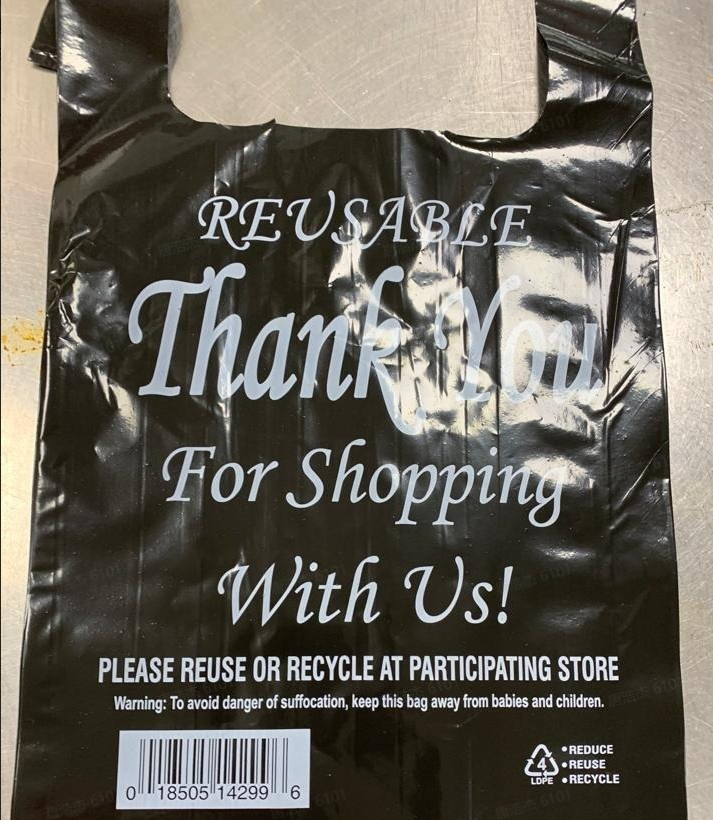 REUSABLE
Thank You
For Shopping
With Us!
PLEASE REUSE OR RECYCLE AT PARTICIPATING STORE
Warning: To avoid danger of suffocation, keep this bag away from babies and children.
0 18505 14299 6
4
LDPE
•REDUCE
•REUSE
•RECYCLE